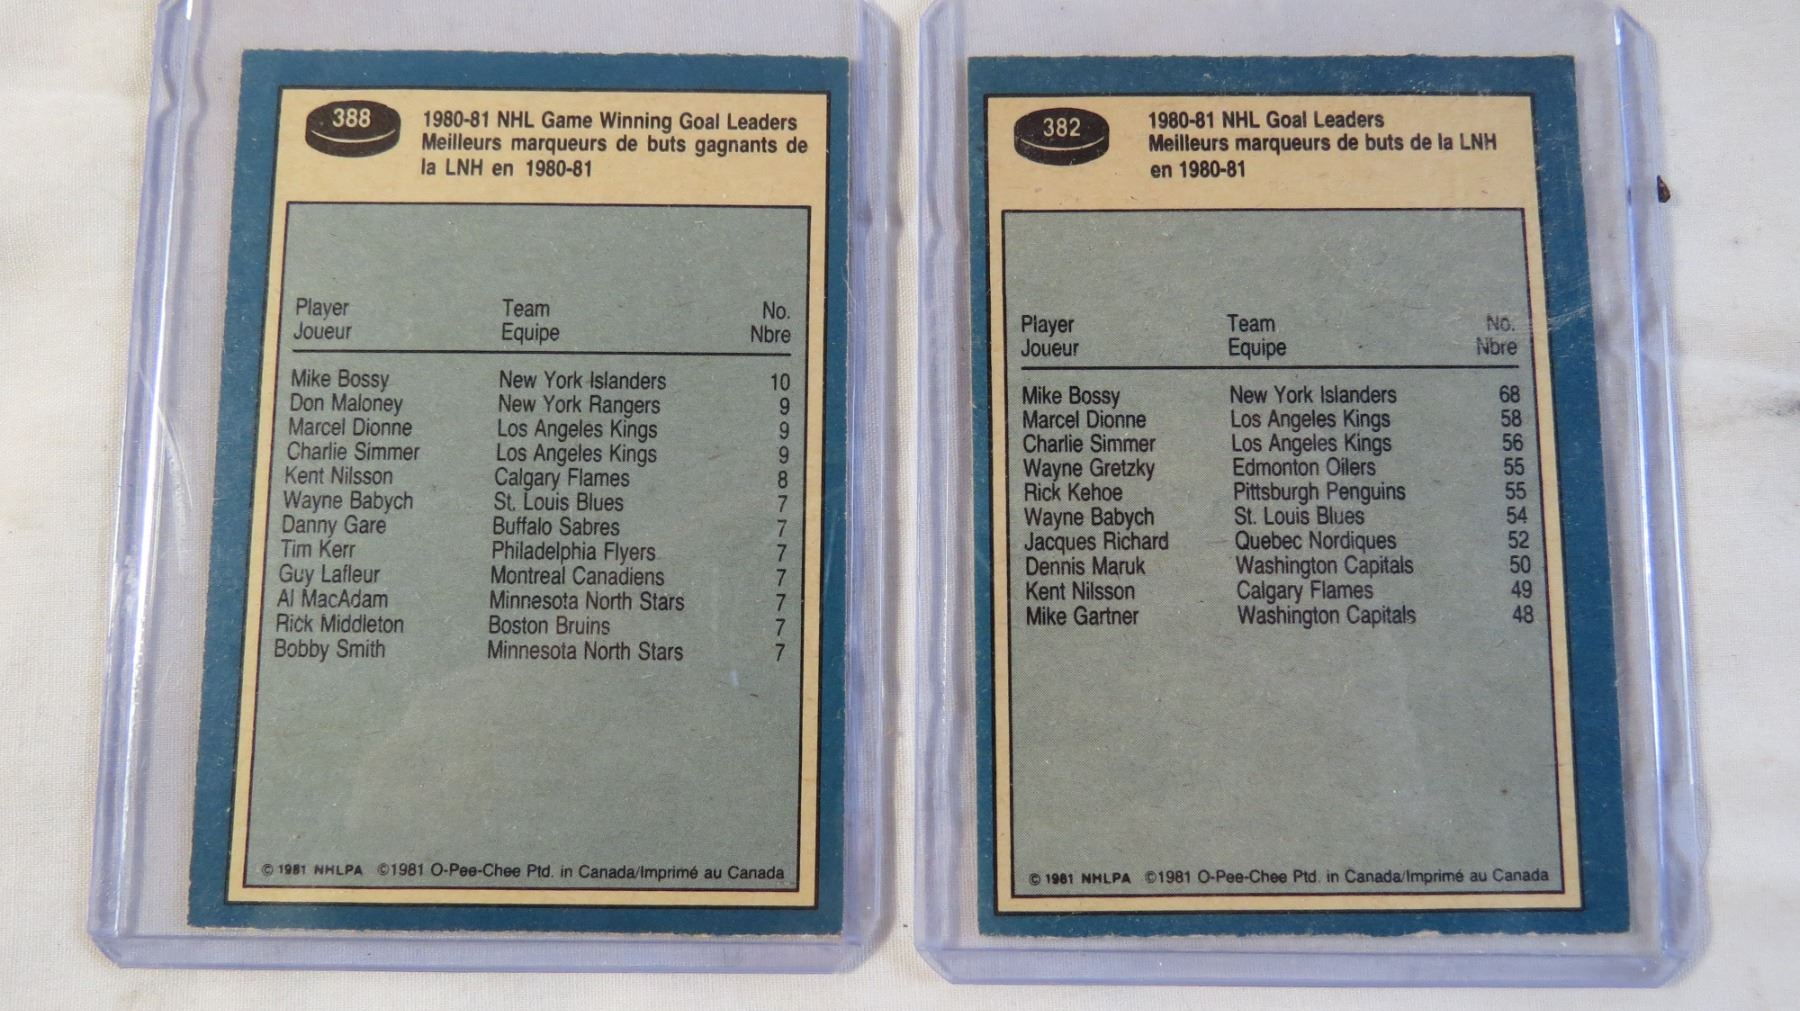 388
1980-81 NHL Game Winning Goal Leaders
Meilleurs marqueurs de buts gagnants de
la LNH en 1980-81
Player Team No.
Joueur Equipe Nbre
Mike Bossy New York Islanders 10
Don Maloney New York Rangers 9
Marcel Dionne Los Angeles Kings 9
Charlie Simmer Los Angeles Kings 9
Kent Nilsson Calgary Flames 8
Wayne Babych St. Louis Blues 7
Danny Gare Buffalo Sabres 7
Tim Kerr Philadelphia Flyers 7
Guy Lafleur Montreal Canadiens 7
Al MacAdam Minnesota North Stars 7
Rick Middleton Boston Bruins 7
Bobby Smith Minnesota North Stars 7
© 1981 NHLPA ©1981 O-Pee-Chee Ptd. in Canada/Imprimé au Canada
382
1980-81 NHL Goal Leaders
Meilleurs marqueurs de buts de la LNH
en 1980-81
Player Team No.
Joueur Equipe Nbre
Mike Bossy New York Islanders 68
Marcel Dionne Los Angeles Kings 58
Charlie Simmer Los Angeles Kings 56
Wayne Gretzky Edmonton Oilers 55
Rick Kehoe Pittsburgh Penguins 55
Wayne Babych St. Louis Blues 54
Jacques Richard Quebec Nordiques 52
Dennis Maruk Washington Capitals 50
Kent Nilsson Calgary Flames 49
Mike Gartner Washington Capitals 48
© 1981 NHLPA ©1981 O-Pee-Chee Ptd. in Canada/Imprimé au Canada